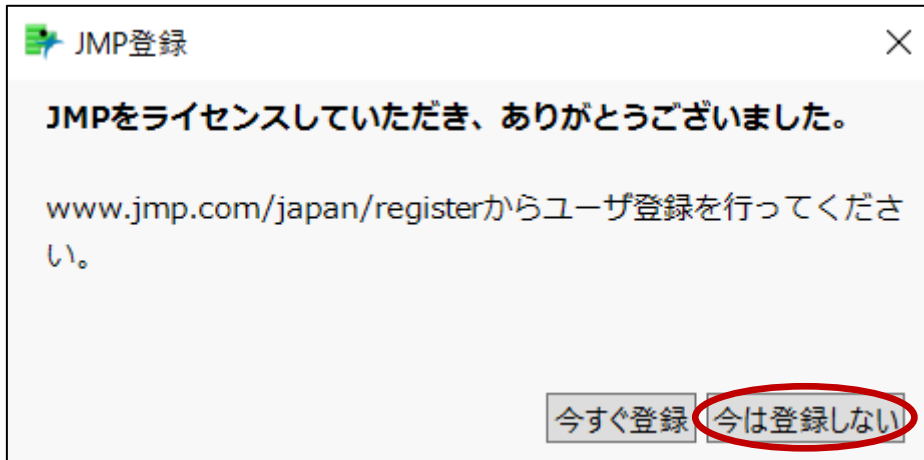 JMP登録
JMPをライセンスしていただき、ありがとうございました。
www.jmp.com/japan/registerからユーザ登録を行ってくださ
い。
今すぐ登録 今は登録しない